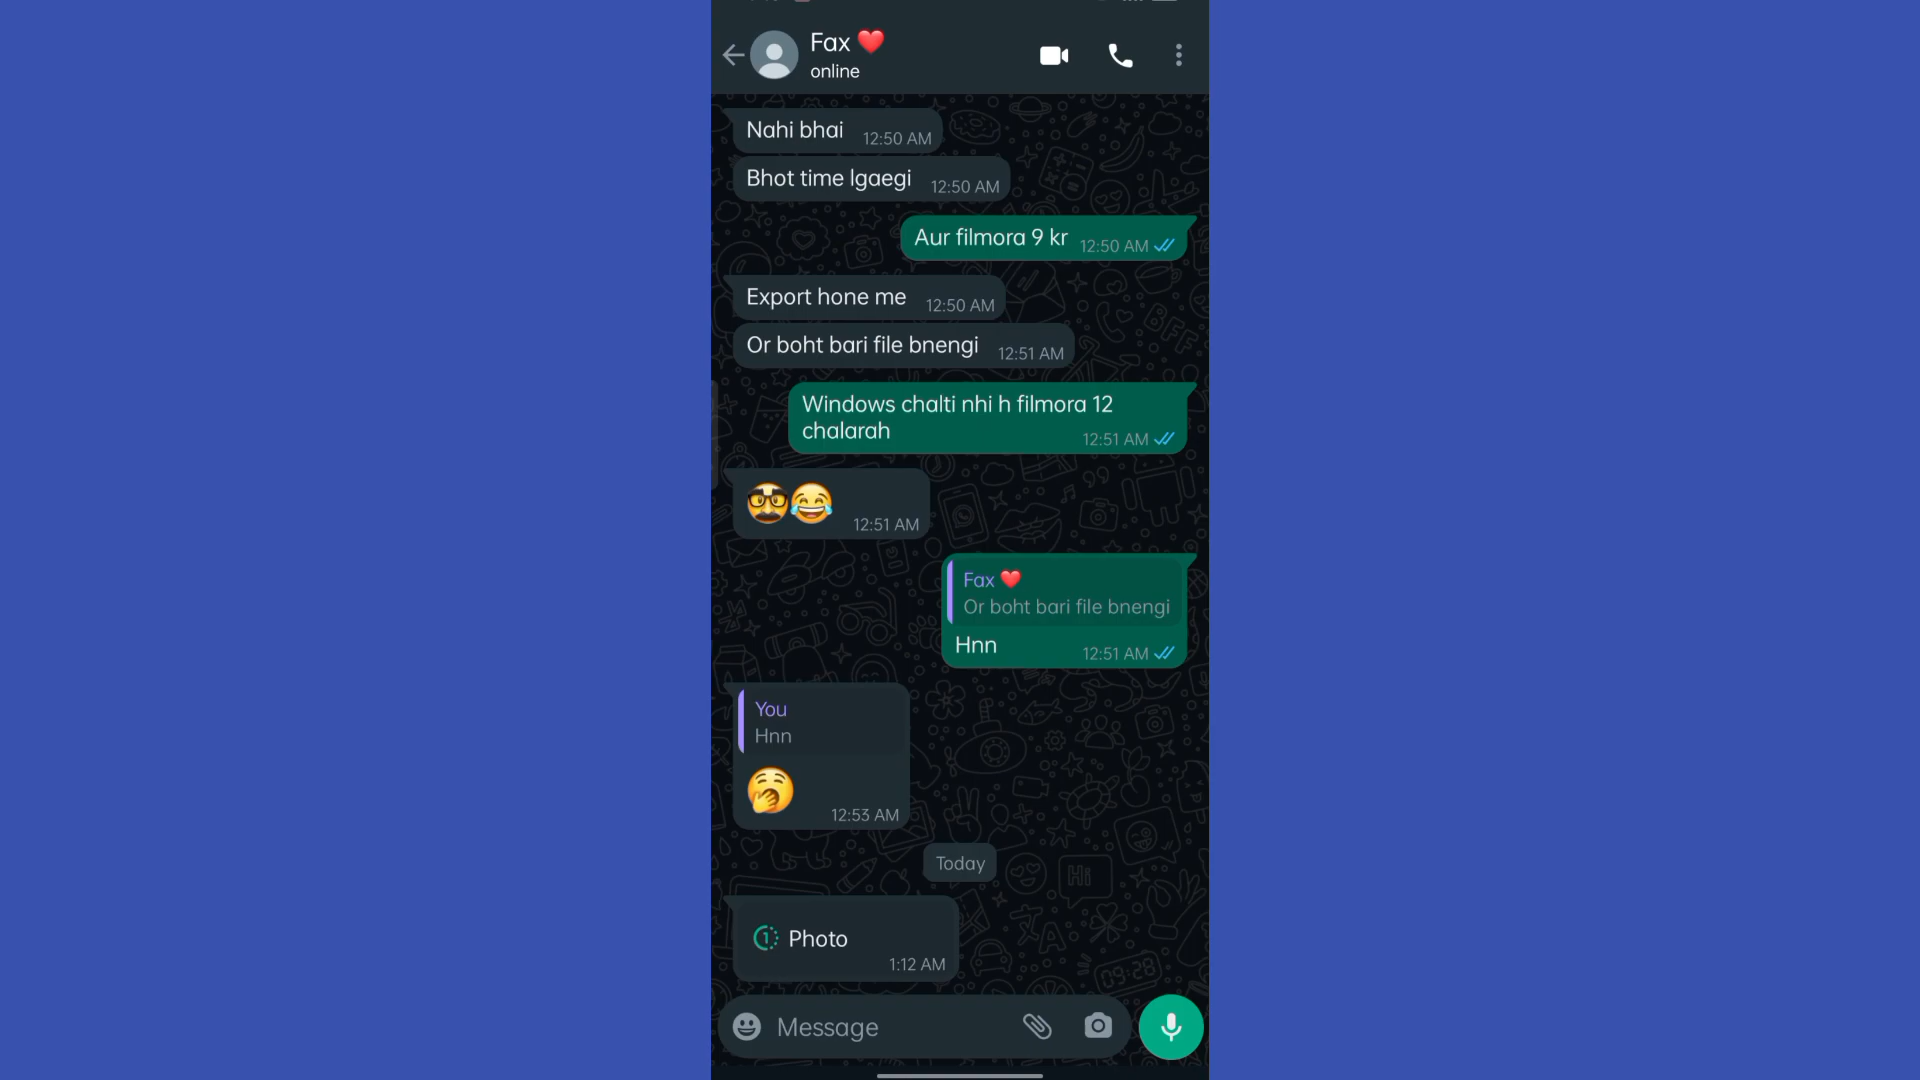 Fax ❤️
online
Nahi bhai 12:50 AM
Bhot time lgaegi 12:50 AM
Aur filmora 9 kr 12:50 AM
Export hone me 12:50 AM
Or boht bari file bnengi 12:51 AM
Windows chalti nhi h filmora 12
chalarah 12:51 AM
🥸😂 12:51 AM
Fax ❤️
Or boht bari file bnengi
Hnn 12:51 AM
You
Hnn
🥱
12:53 AM
Today
1 Photo
1:12 AM
Message